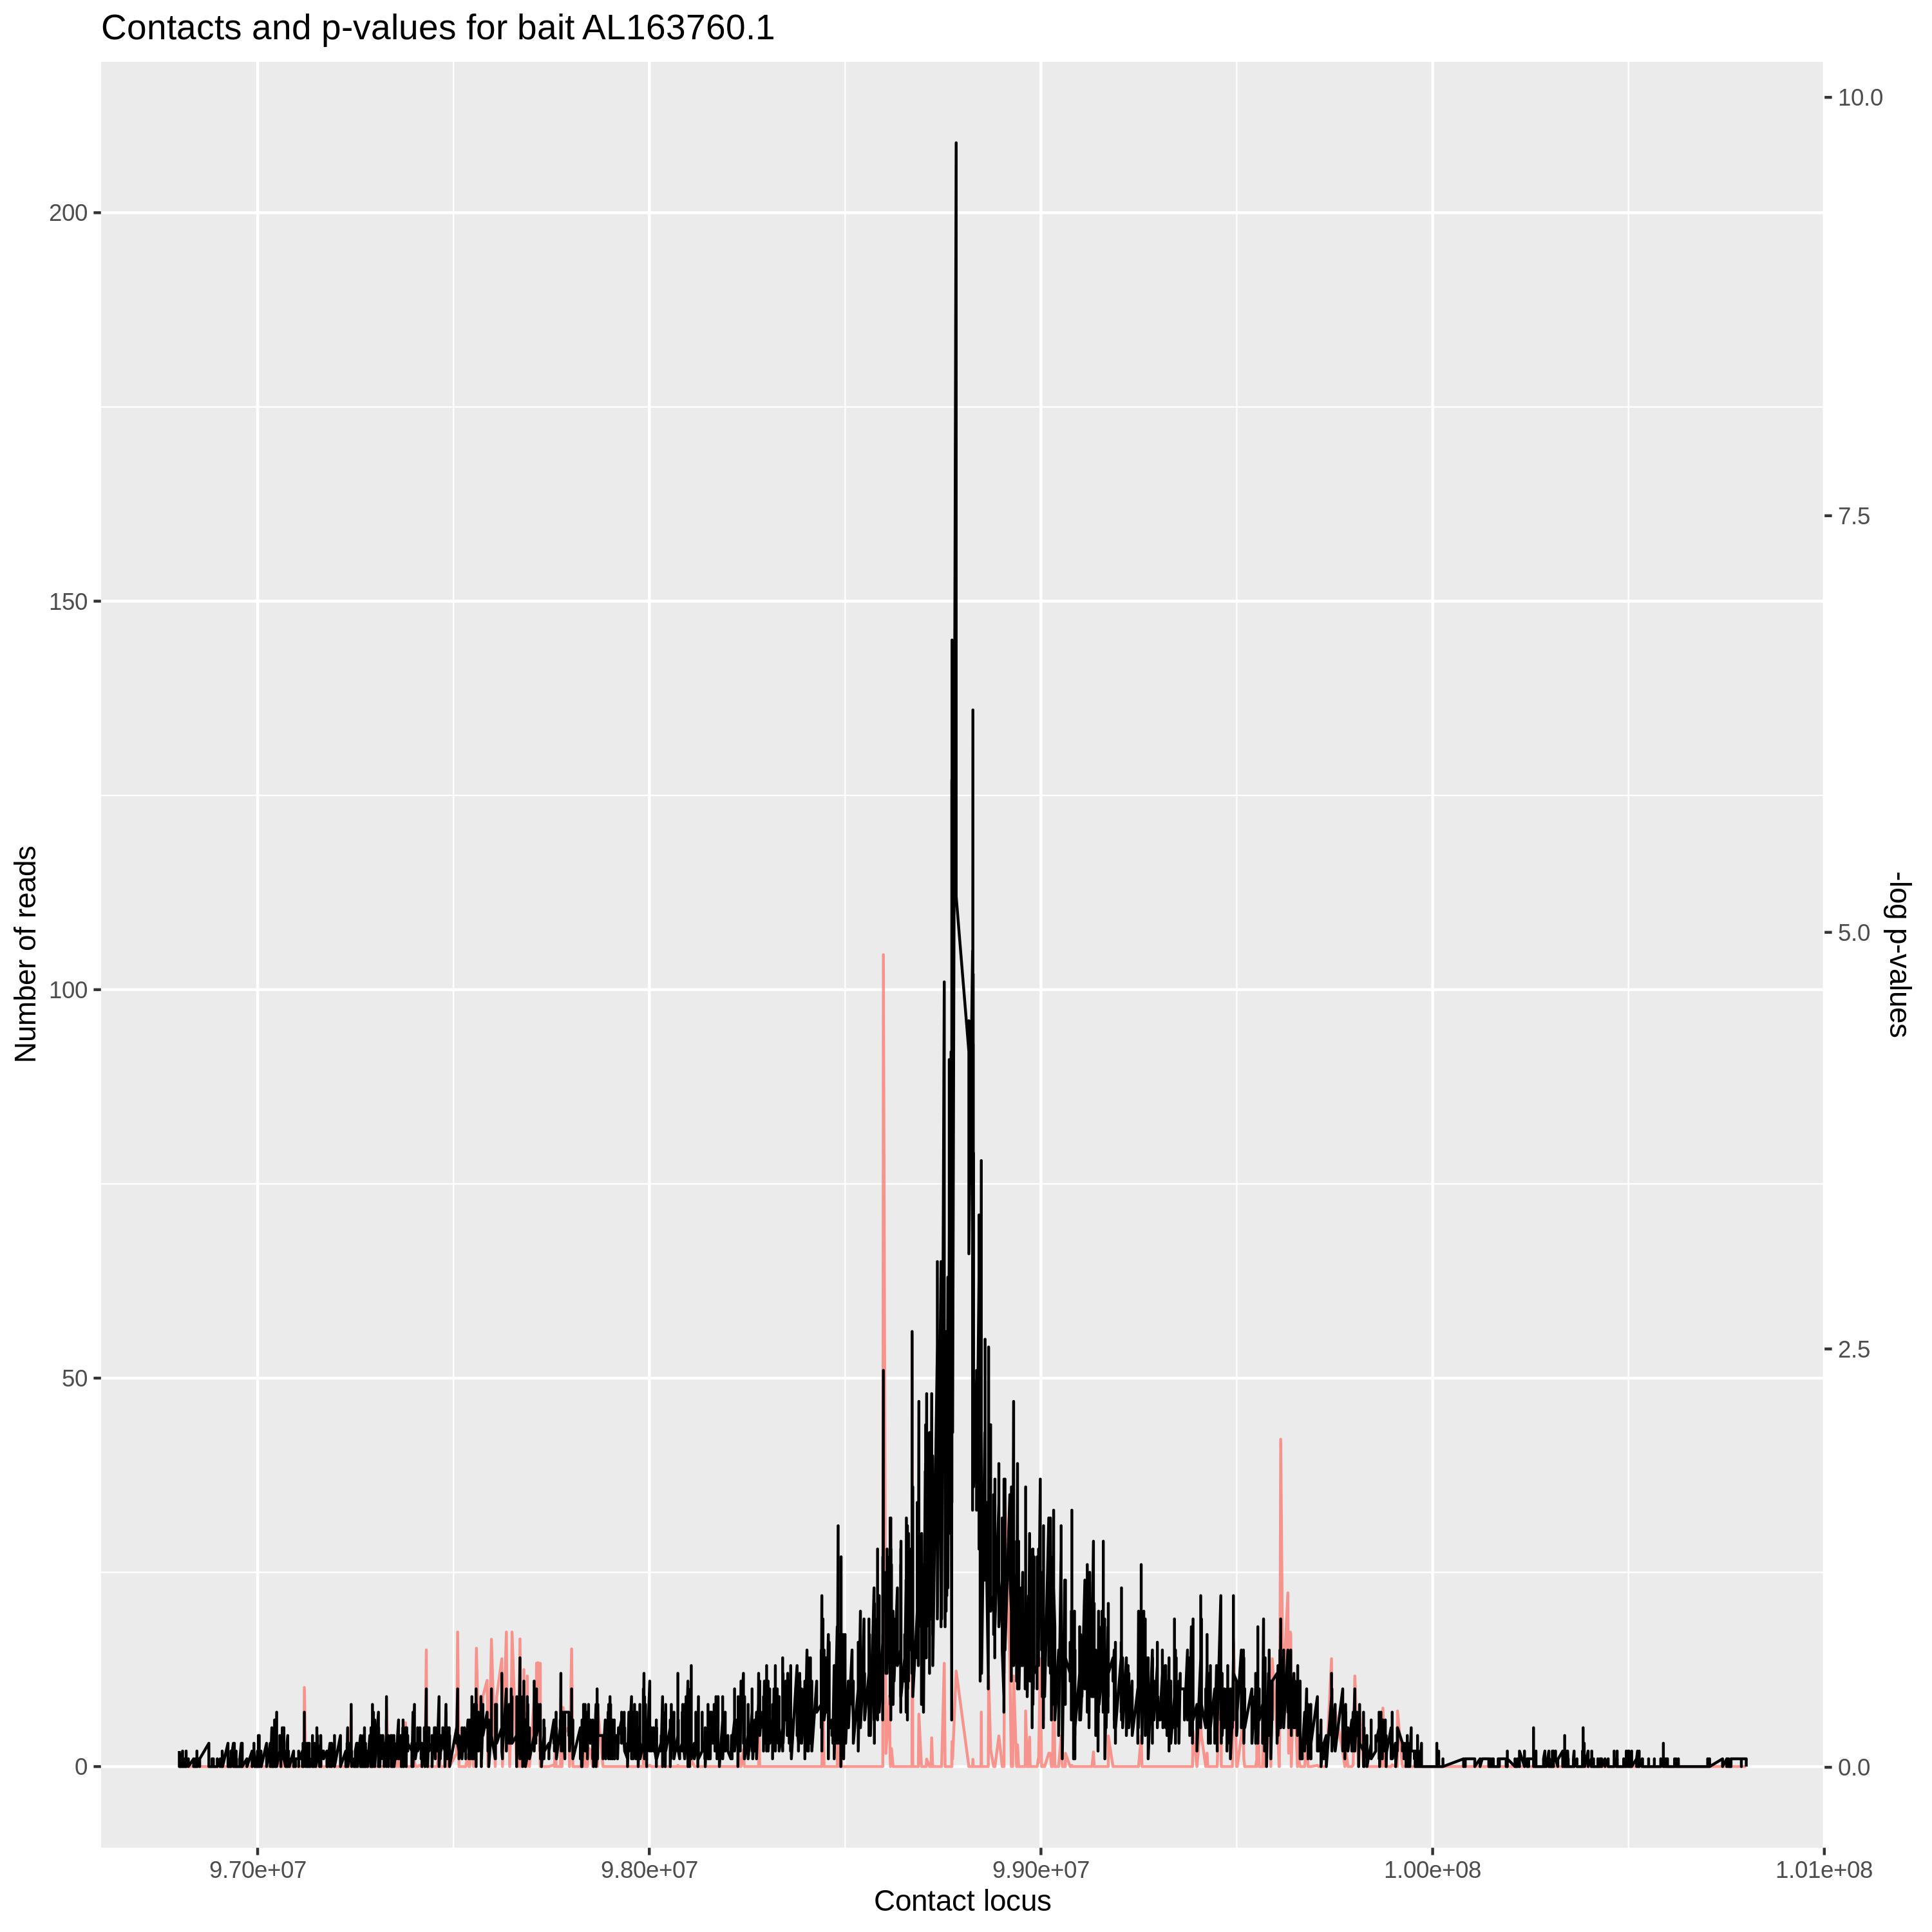 Contacts and p-values for bait AL163760.1
Number of reads
200
150
100
50
0
10.0
7.5
5.0
2.5
0.0
-log p-values
9.70e+07
9.80e+07
9.90e+07
1.00e+08
1.01e+08
Contact locus